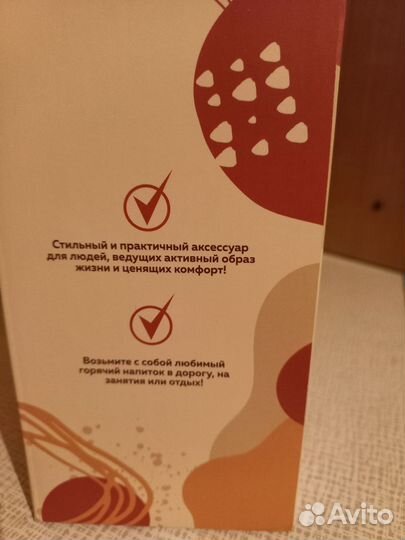 Стильный и практичный аксессуар
для людей, ведущих активный образ
жизни и ценящих комфорт!
Возьмите с собой любимый
горячий напиток в дорогу, на
занятия или отдых!
Avito